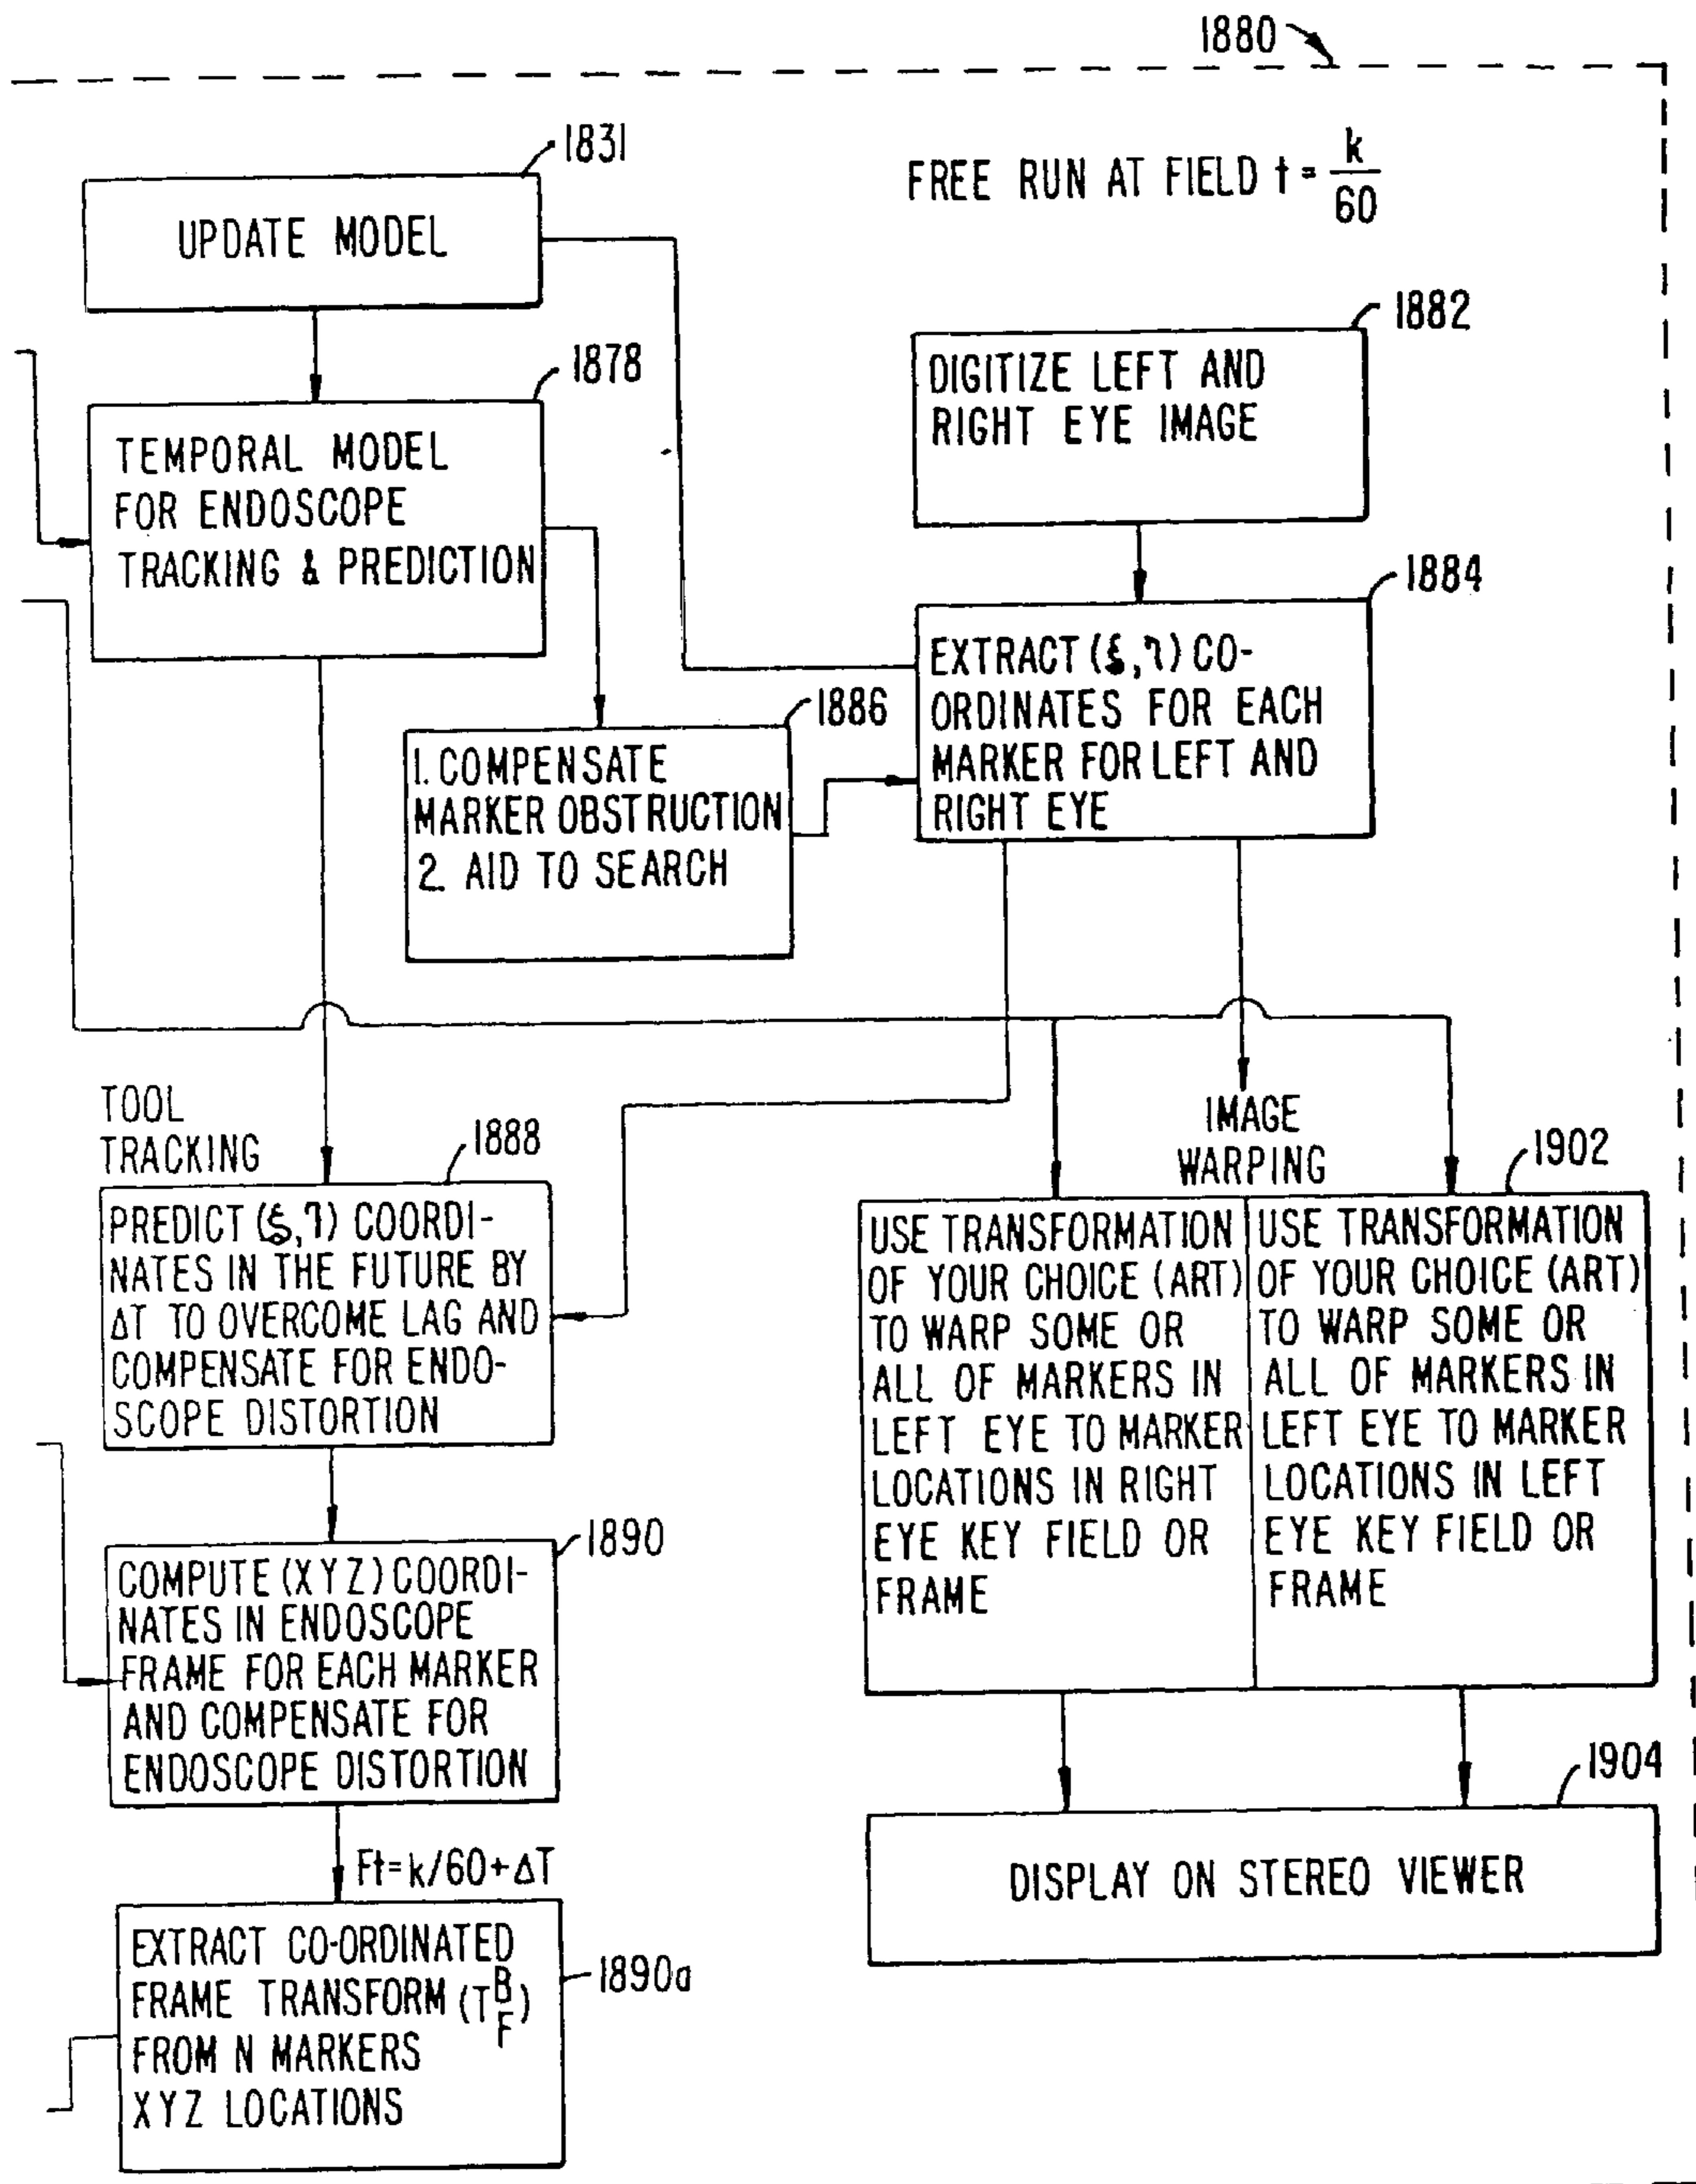 1880
1831
UPDATE MODEL
FREE RUN AT FIELD t = k/60
1882
DIGITIZE LEFT AND
RIGHT EYE IMAGE
1878
TEMPORAL MODEL
FOR ENDOSCOPE
TRACKING & PREDICTION
1884
EXTRACT (ξ,η) CO-
ORDINATES FOR EACH
MARKER FOR LEFT AND
RIGHT EYE
1886
1. COMPENSATE
MARKER OBSTRUCTION
2. AID TO SEARCH
TOOL
TRACKING
IMAGE
WARPING
1888
PREDICT (ξ,η) COORDI-
NATES IN THE FUTURE BY
ΔT TO OVERCOME LAG AND
COMPENSATE FOR ENDO-
SCOPE DISTORTION
1902
USE TRANSFORMATION
OF YOUR CHOICE (ART)
TO WARP SOME OR
ALL OF MARKERS IN
LEFT EYE TO MARKER
LOCATIONS IN RIGHT
EYE KEY FIELD OR
FRAME
USE TRANSFORMATION
OF YOUR CHOICE (ART)
TO WARP SOME OR
ALL OF MARKERS IN
LEFT EYE TO MARKER
LOCATIONS IN LEFT
EYE KEY FIELD OR
FRAME
1890
COMPUTE (XYZ) COORDI-
NATES IN ENDOSCOPE
FRAME FOR EACH MARKER
AND COMPENSATE FOR
ENDOSCOPE DISTORTION
1904
DISPLAY ON STEREO VIEWER
Ft=k/60+ΔT
1890a
EXTRACT CO-ORDINATED
FRAME TRANSFORM (T B F)
FROM N MARKERS
XYZ LOCATIONS